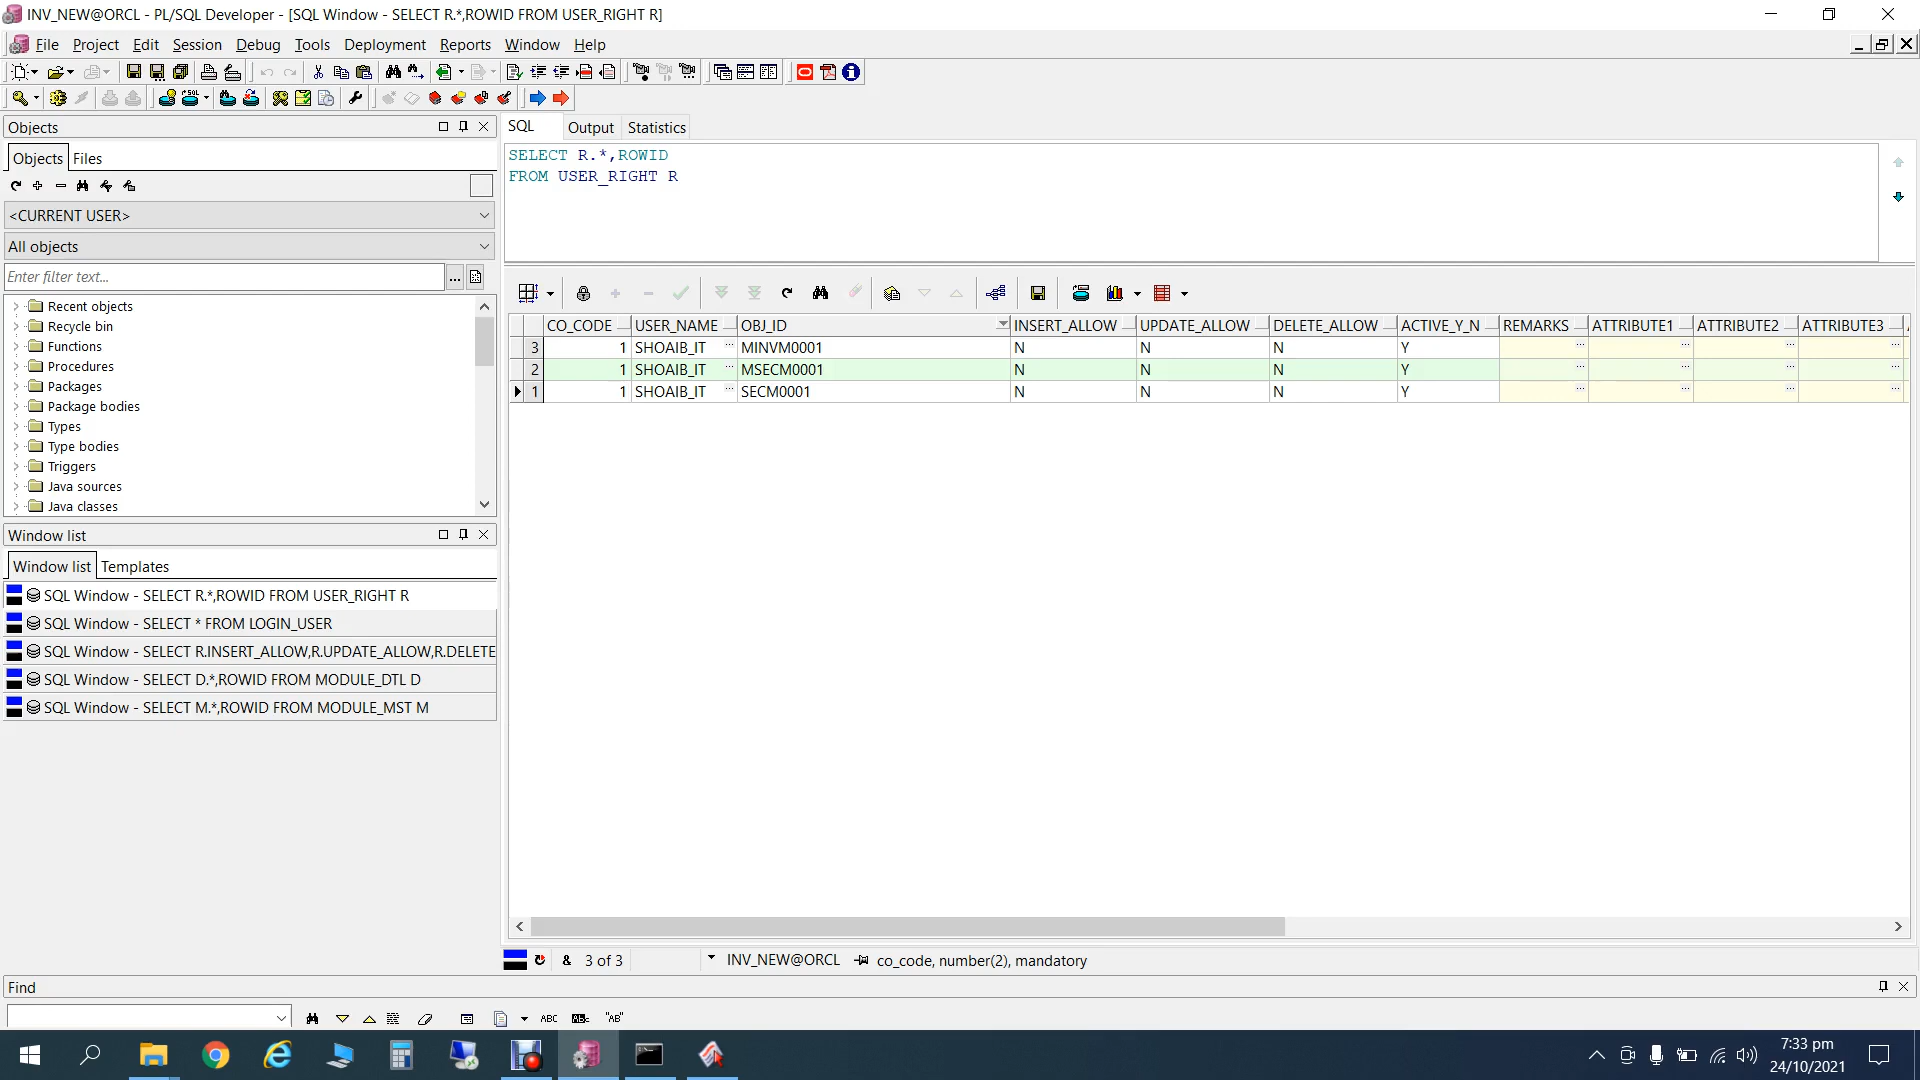 INV_NEW@ORCL - PL/SQL Developer - [SQL Window - SELECT R.*,ROWID FROM USER_RIGHT R]
File Project Edit Session Debug Tools Deployment Reports Window Help
Objects
Objects Files
<CURRENT USER>
All objects
Enter filter text...
Recent objects
Recycle bin
Functions
Procedures
Packages
Package bodies
Types
Type bodies
Triggers
Java sources
Java classes
Window list
Window list Templates
SQL Window - SELECT R.*,ROWID FROM USER_RIGHT R
SQL Window - SELECT * FROM LOGIN_USER
SQL Window - SELECT R.INSERT_ALLOW,R.UPDATE_ALLOW,R.DELETE
SQL Window - SELECT D.*,ROWID FROM MODULE_DTL D
SQL Window - SELECT M.*,ROWID FROM MODULE_MST M
SQL Output Statistics
SELECT R.*,ROWID
FROM USER_RIGHT R
CO_CODE USER_NAME OBJ_ID INSERT_ALLOW UPDATE_ALLOW DELETE_ALLOW ACTIVE_Y_N REMARKS ATTRIBUTE1 ATTRIBUTE2 ATTRIBUTE3
3 1 SHOAIB_IT ... MINVM0001 N N N Y ... ... ... ...
2 1 SHOAIB_IT ... MSECM0001 N N N Y ... ... ... ...
1 1 SHOAIB_IT ... SECM0001 N N N Y ... ... ... ...
& 3 of 3 INV_NEW@ORCL co_code, number(2), mandatory
Find
ABC "AB"
7:33 pm
24/10/2021